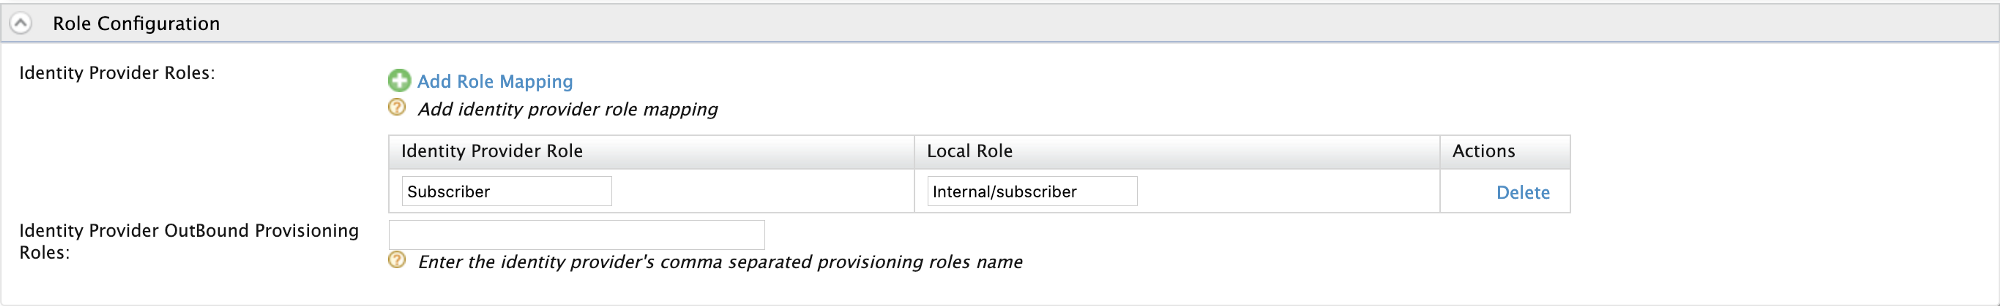 Role Configuration
Identity Provider Roles:
Add Role Mapping
Add identity provider role mapping
Identity Provider Role Local Role Actions
Subscriber Internal/subscriber Delete
Identity Provider OutBound Provisioning
Roles:
Enter the identity provider's comma separated provisioning roles name